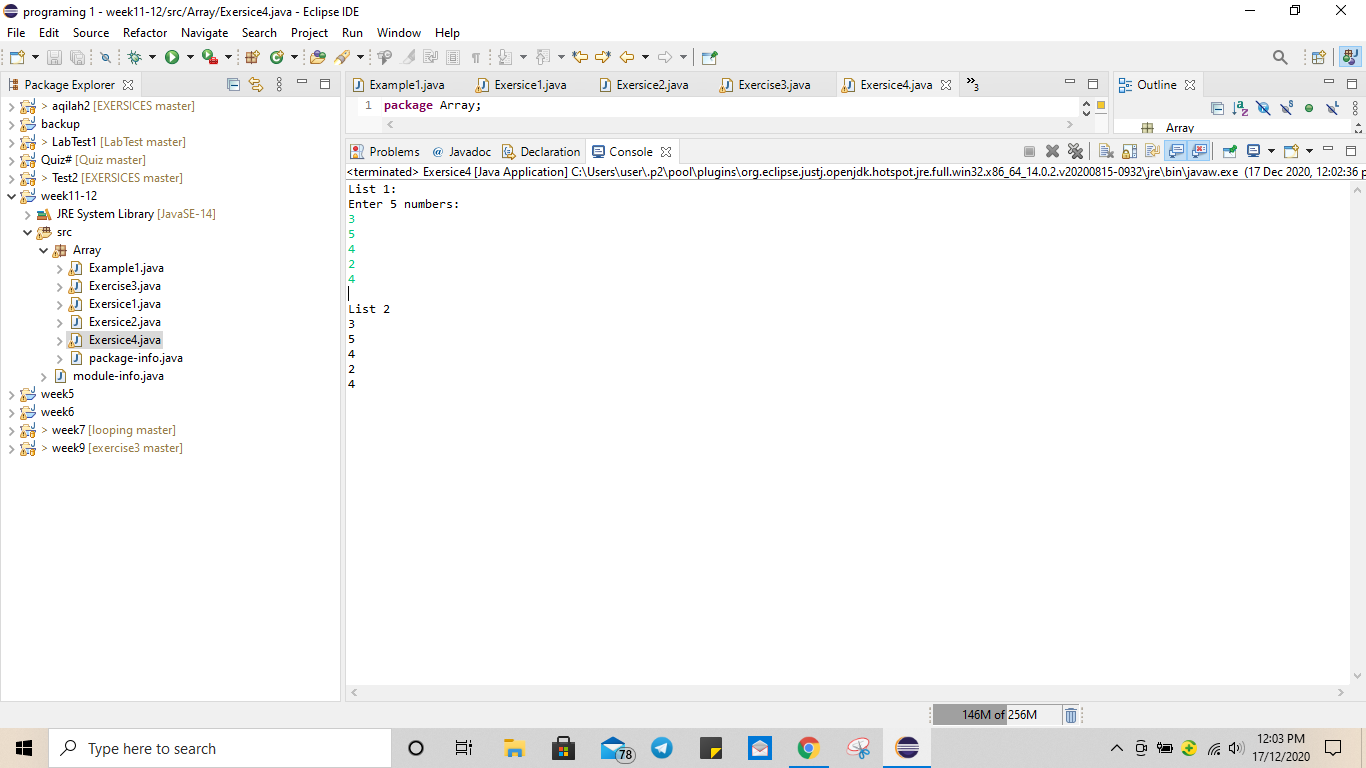 programing 1 - week11-12/src/Array/Exersice4.java - Eclipse IDE
File Edit Source Refactor Navigate Search Project Run Window Help
Package Explorer
> aqilah2 [EXERSICES master]
backup
> LabTest1 [LabTest master]
Quiz# [Quiz master]
> Test2 [EXERSICES master]
week11-12
JRE System Library [JavaSE-14]
src
Array
Example1.java
Exercise3.java
Exersice1.java
Exersice2.java
Exersice4.java
package-info.java
module-info.java
week5
week6
> week7 [looping master]
> week9 [exercise3 master]
Example1.java Exersice1.java Exersice2.java Exercise3.java Exersice4.java »3
1 package Array;
Outline
Array
Problems @ Javadoc Declaration Console
<terminated> Exersice4 [Java Application] C:\Users\user\.p2\pool\plugins\org.eclipse.justj.openjdk.hotspot.jre.full.win32.x86_64_14.0.2.v20200815-0932\jre\bin\javaw.exe (17 Dec 2020, 12:02:36 p
List 1:
Enter 5 numbers:
3
5
4
2
4
List 2
3
5
4
2
4
146M of 256M
Type here to search
78
12:03 PM
17/12/2020